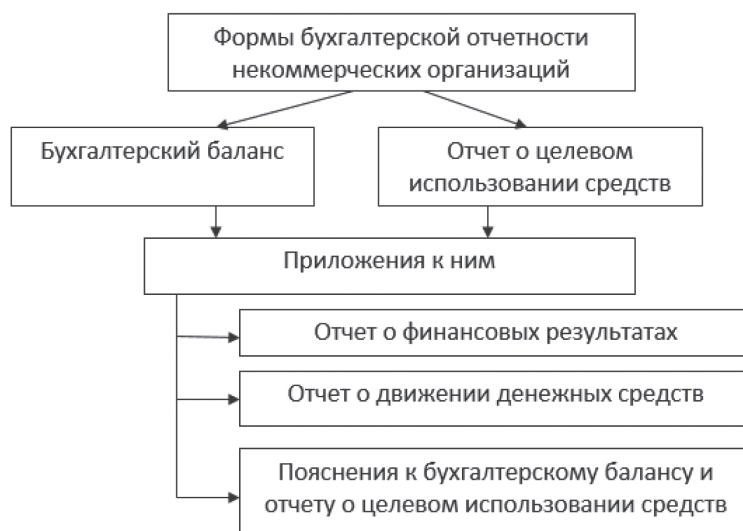 Формы бухгалтерской отчетности
некоммерческих организаций
Бухгалтерский баланс
Отчет о целевом
использовании средств
Приложения к ним
Отчет о финансовых результатах
Отчет о движении денежных средств
Пояснения к бухгалтерскому балансу и
отчету о целевом использовании средств